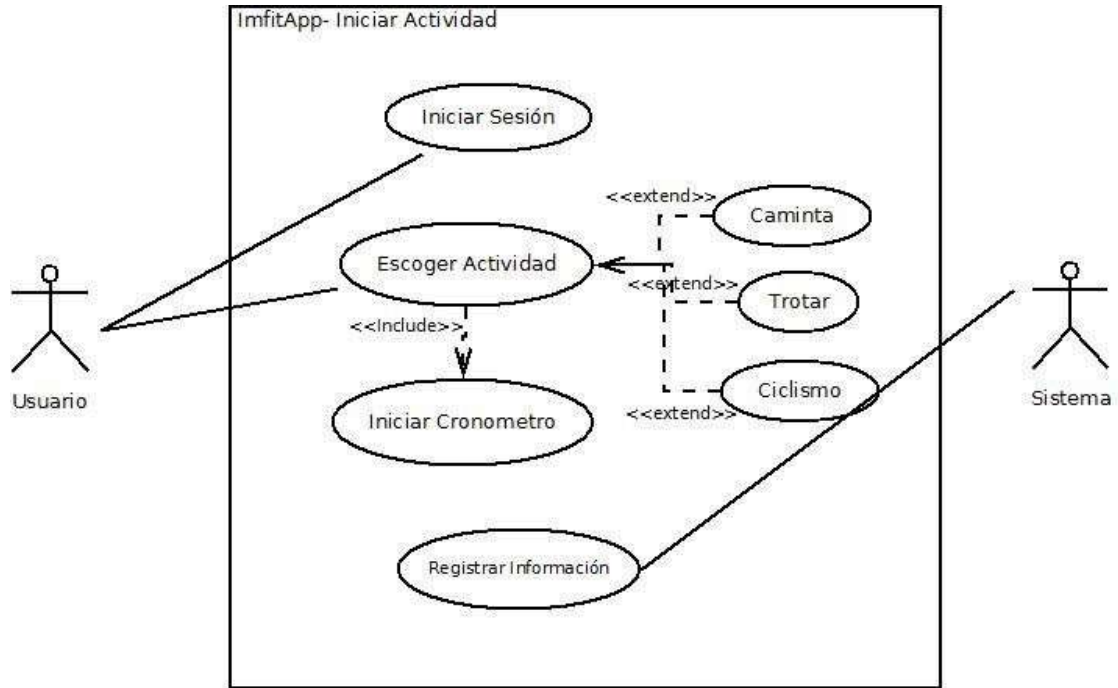 ImfitApp- Iniciar Actividad
Iniciar Sesión
<<extend>>
Caminta
Escoger Actividad
<<extend>>
Trotar
<<Include>>
Ciclismo
<<extend>>
Usuario
Sistema
Iniciar Cronometro
Registrar Información